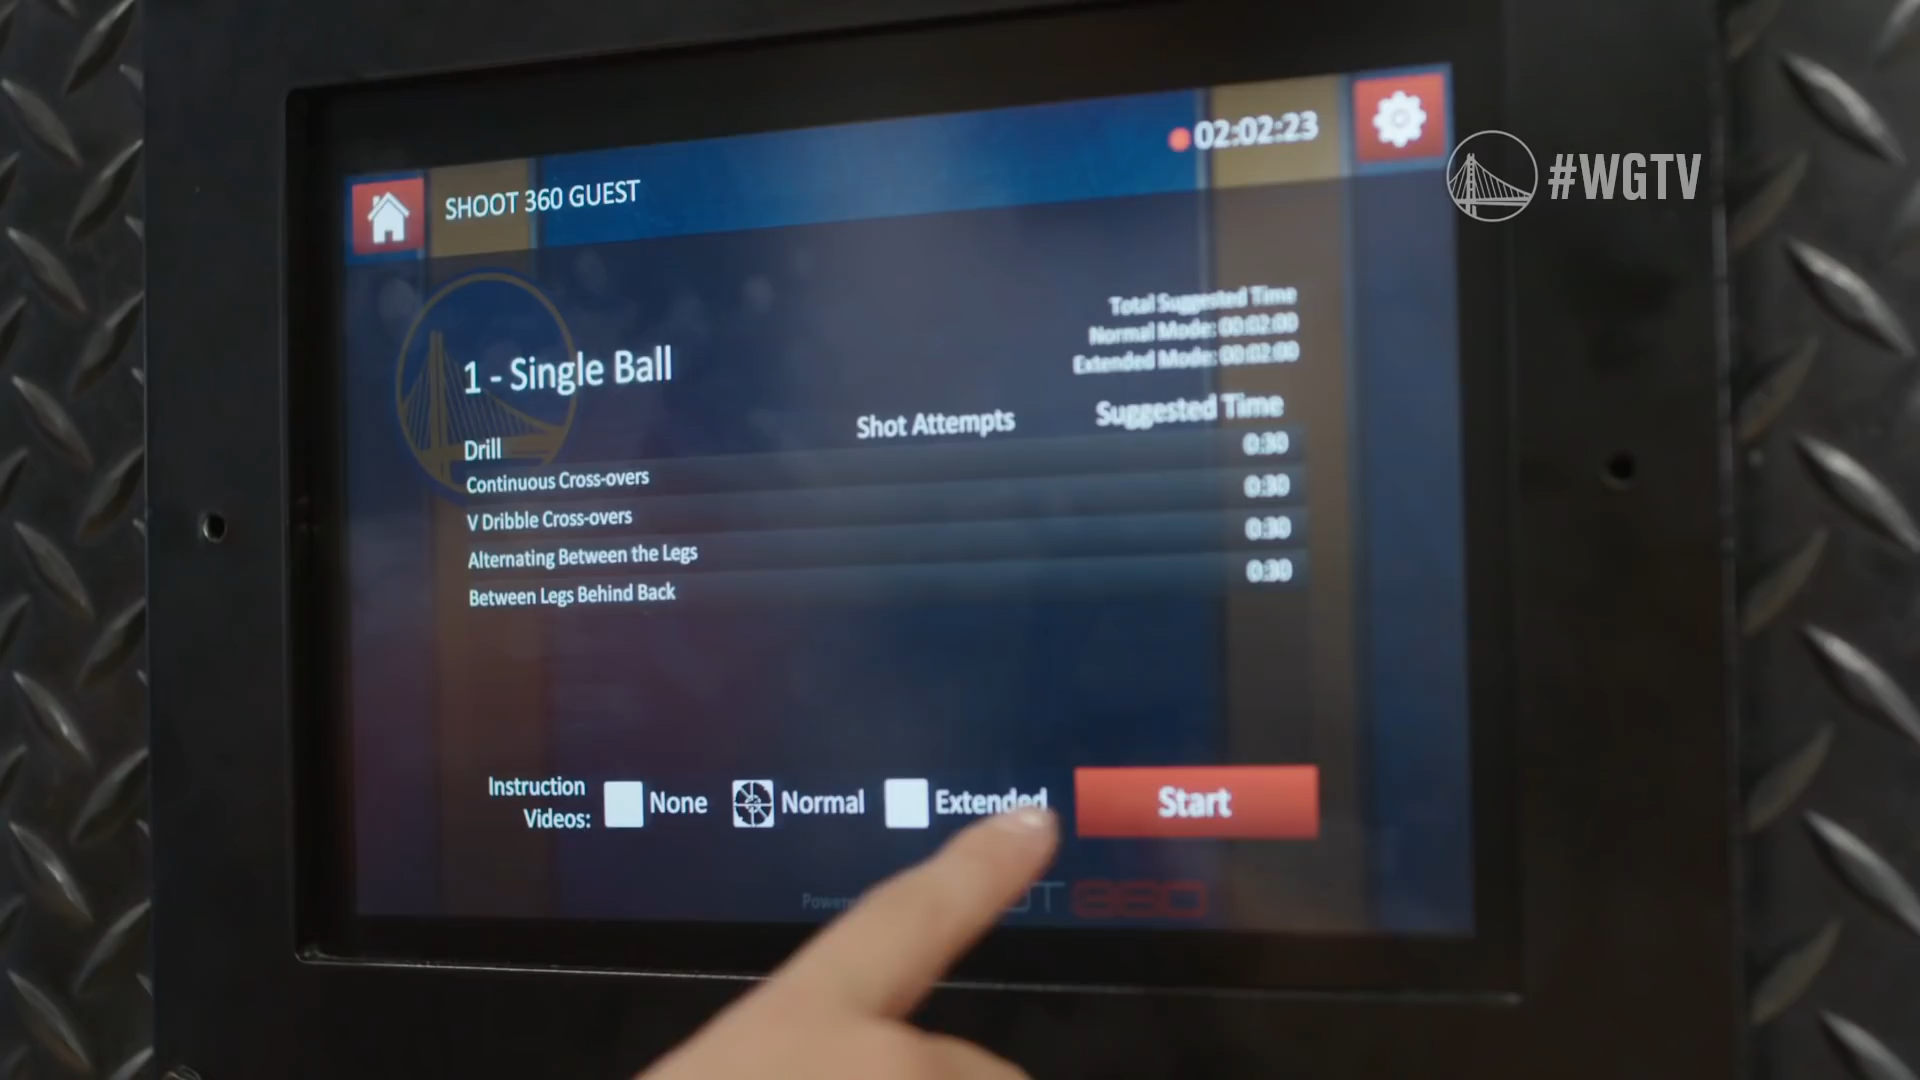 02:02:23
#WGTV
SHOOT 360 GUEST
Total Suggested Time
Normal Mode: 00:02:00
Extended Mode: 00:02:00
1 - Single Ball
Drill Shot Attempts Suggested Time
Continuous Cross-overs 0:30
V Dribble Cross-overs 0:30
Alternating Between the Legs 0:30
Between Legs Behind Back 0:30
Instruction
Videos: None Normal Extended Start
360